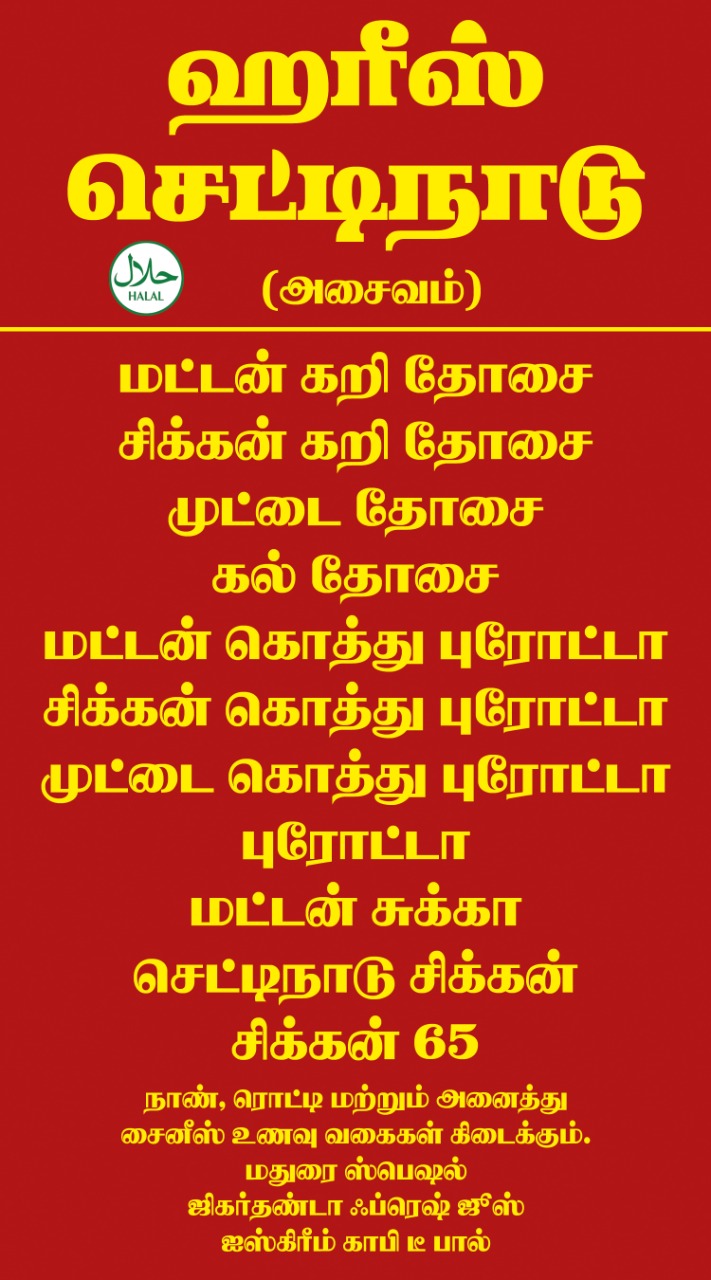 ஹரீஸ்
செட்டிநாடு
حلال
HALAL
(அசைவம்)
மட்டன் கறி தோசை
சிக்கன் கறி தோசை
முட்டை தோசை
கல் தோசை
மட்டன் கொத்து புரோட்டா
சிக்கன் கொத்து புரோட்டா
முட்டை கொத்து புரோட்டா
புரோட்டா
மட்டன் சுக்கா
செட்டிநாடு சிக்கன்
சிக்கன் 65
நாண், ரொட்டி மற்றும் அனைத்து
சைனீஸ் உணவு வகைகள் கிடைக்கும்.
மதுரை ஸ்பெஷல்
ஜிகர்தண்டா ஃப்ரெஷ் ஜூஸ்
ஐஸ்கிரீம் காபி டீ பால்